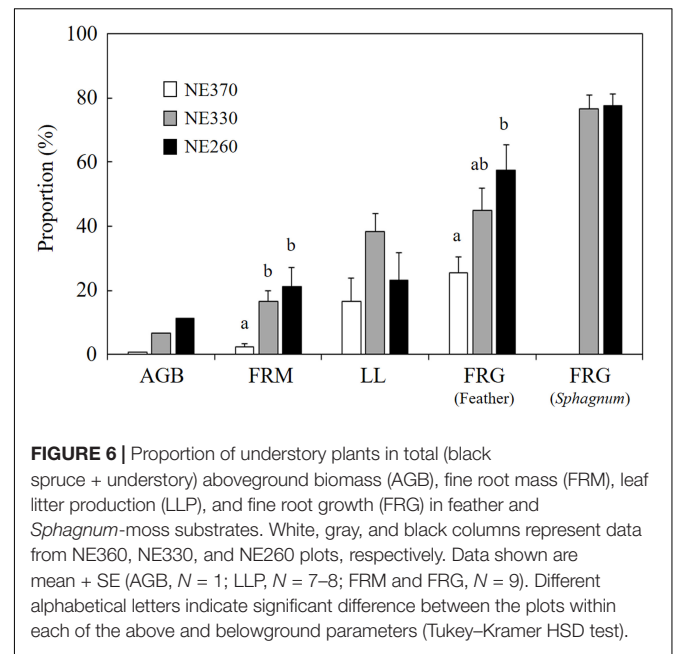 100
80
60
40
20
0
Proportion (%)
NE370
NE330
NE260
a
b
b
a
ab
b
AGB
FRM
LL
FRG
(Feather)
FRG
(Sphagnum)
FIGURE 6 | Proportion of understory plants in total (black
spruce + understory) aboveground biomass (AGB), fine root mass (FRM), leaf
litter production (LLP), and fine root growth (FRG) in feather and
Sphagnum-moss substrates. White, gray, and black columns represent data
from NE360, NE330, and NE260 plots, respectively. Data shown are
mean + SE (AGB, N = 1; LLP, N = 7–8; FRM and FRG, N = 9). Different
alphabetical letters indicate significant difference between the plots within
each of the above and belowground parameters (Tukey–Kramer HSD test).